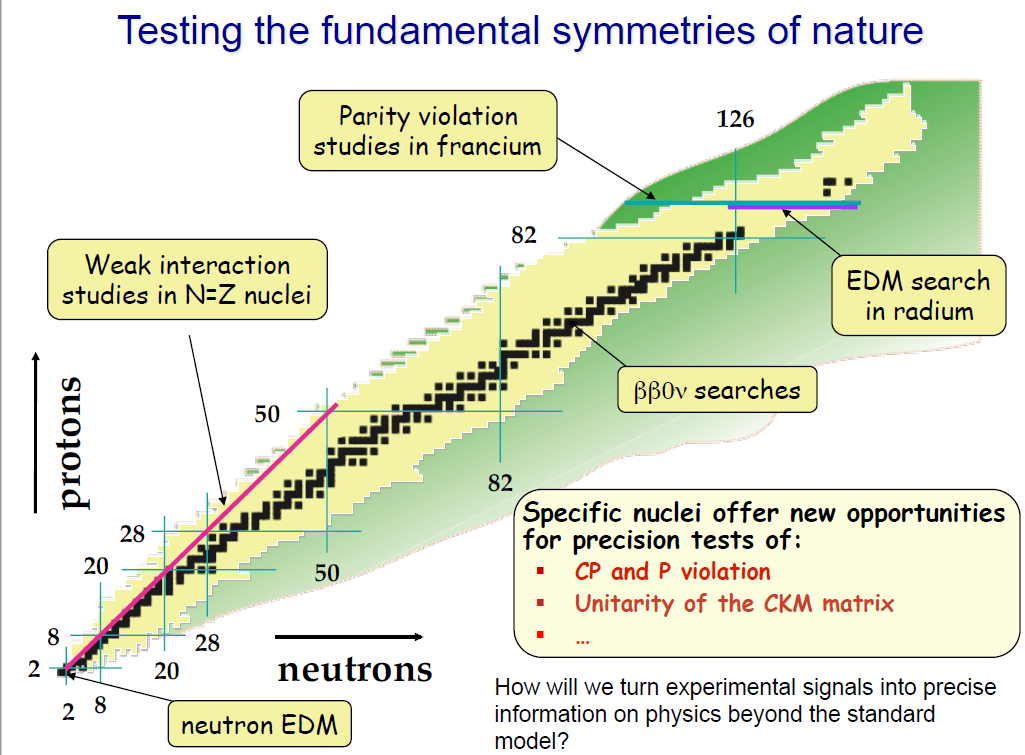 Testing the fundamental symmetries of nature
Parity violation
studies in francium
126
82
Weak interaction
studies in N=Z nuclei
EDM search
in radium
ββ0ν searches
50
protons
82
28
50
20
Specific nuclei offer new opportunities
for precision tests of:
▪ CP and P violation
▪ Unitarity of the CKM matrix
▪ …
8
28
20
neutrons
2
2
8
neutron EDM
How will we turn experimental signals into precise
information on physics beyond the standard
model?